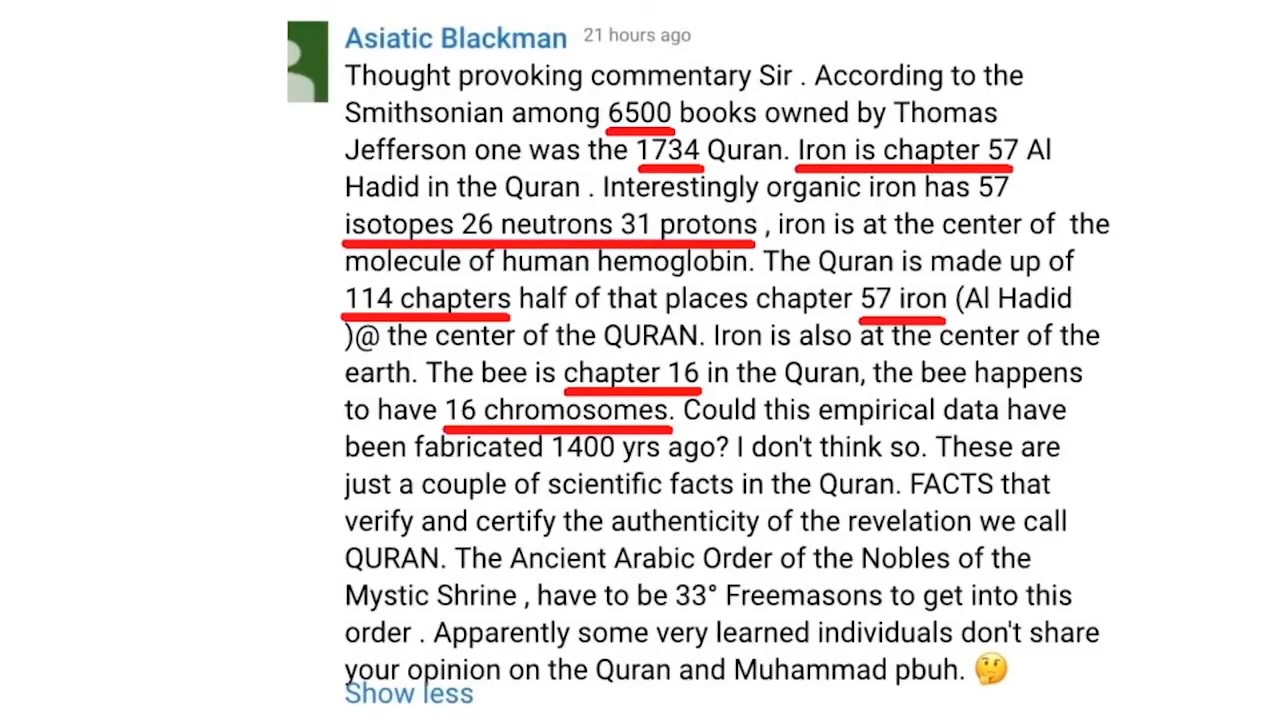 Asiatic Blackman 21 hours ago
Thought provoking commentary Sir . According to the
Smithsonian among 6500 books owned by Thomas
Jefferson one was the 1734 Quran. Iron is chapter 57 Al
Hadid in the Quran . Interestingly organic iron has 57
isotopes 26 neutrons 31 protons , iron is at the center of the
molecule of human hemoglobin. The Quran is made up of
114 chapters half of that places chapter 57 iron (Al Hadid
)@ the center of the QURAN. Iron is also at the center of the
earth. The bee is chapter 16 in the Quran, the bee happens
to have 16 chromosomes. Could this empirical data have
been fabricated 1400 yrs ago? I don't think so. These are
just a couple of scientific facts in the Quran. FACTS that
verify and certify the authenticity of the revelation we call
QURAN. The Ancient Arabic Order of the Nobles of the
Mystic Shrine , have to be 33° Freemasons to get into this
order . Apparently some very learned individuals don't share
your opinion on the Quran and Muhammad pbuh. 🤔
Show less